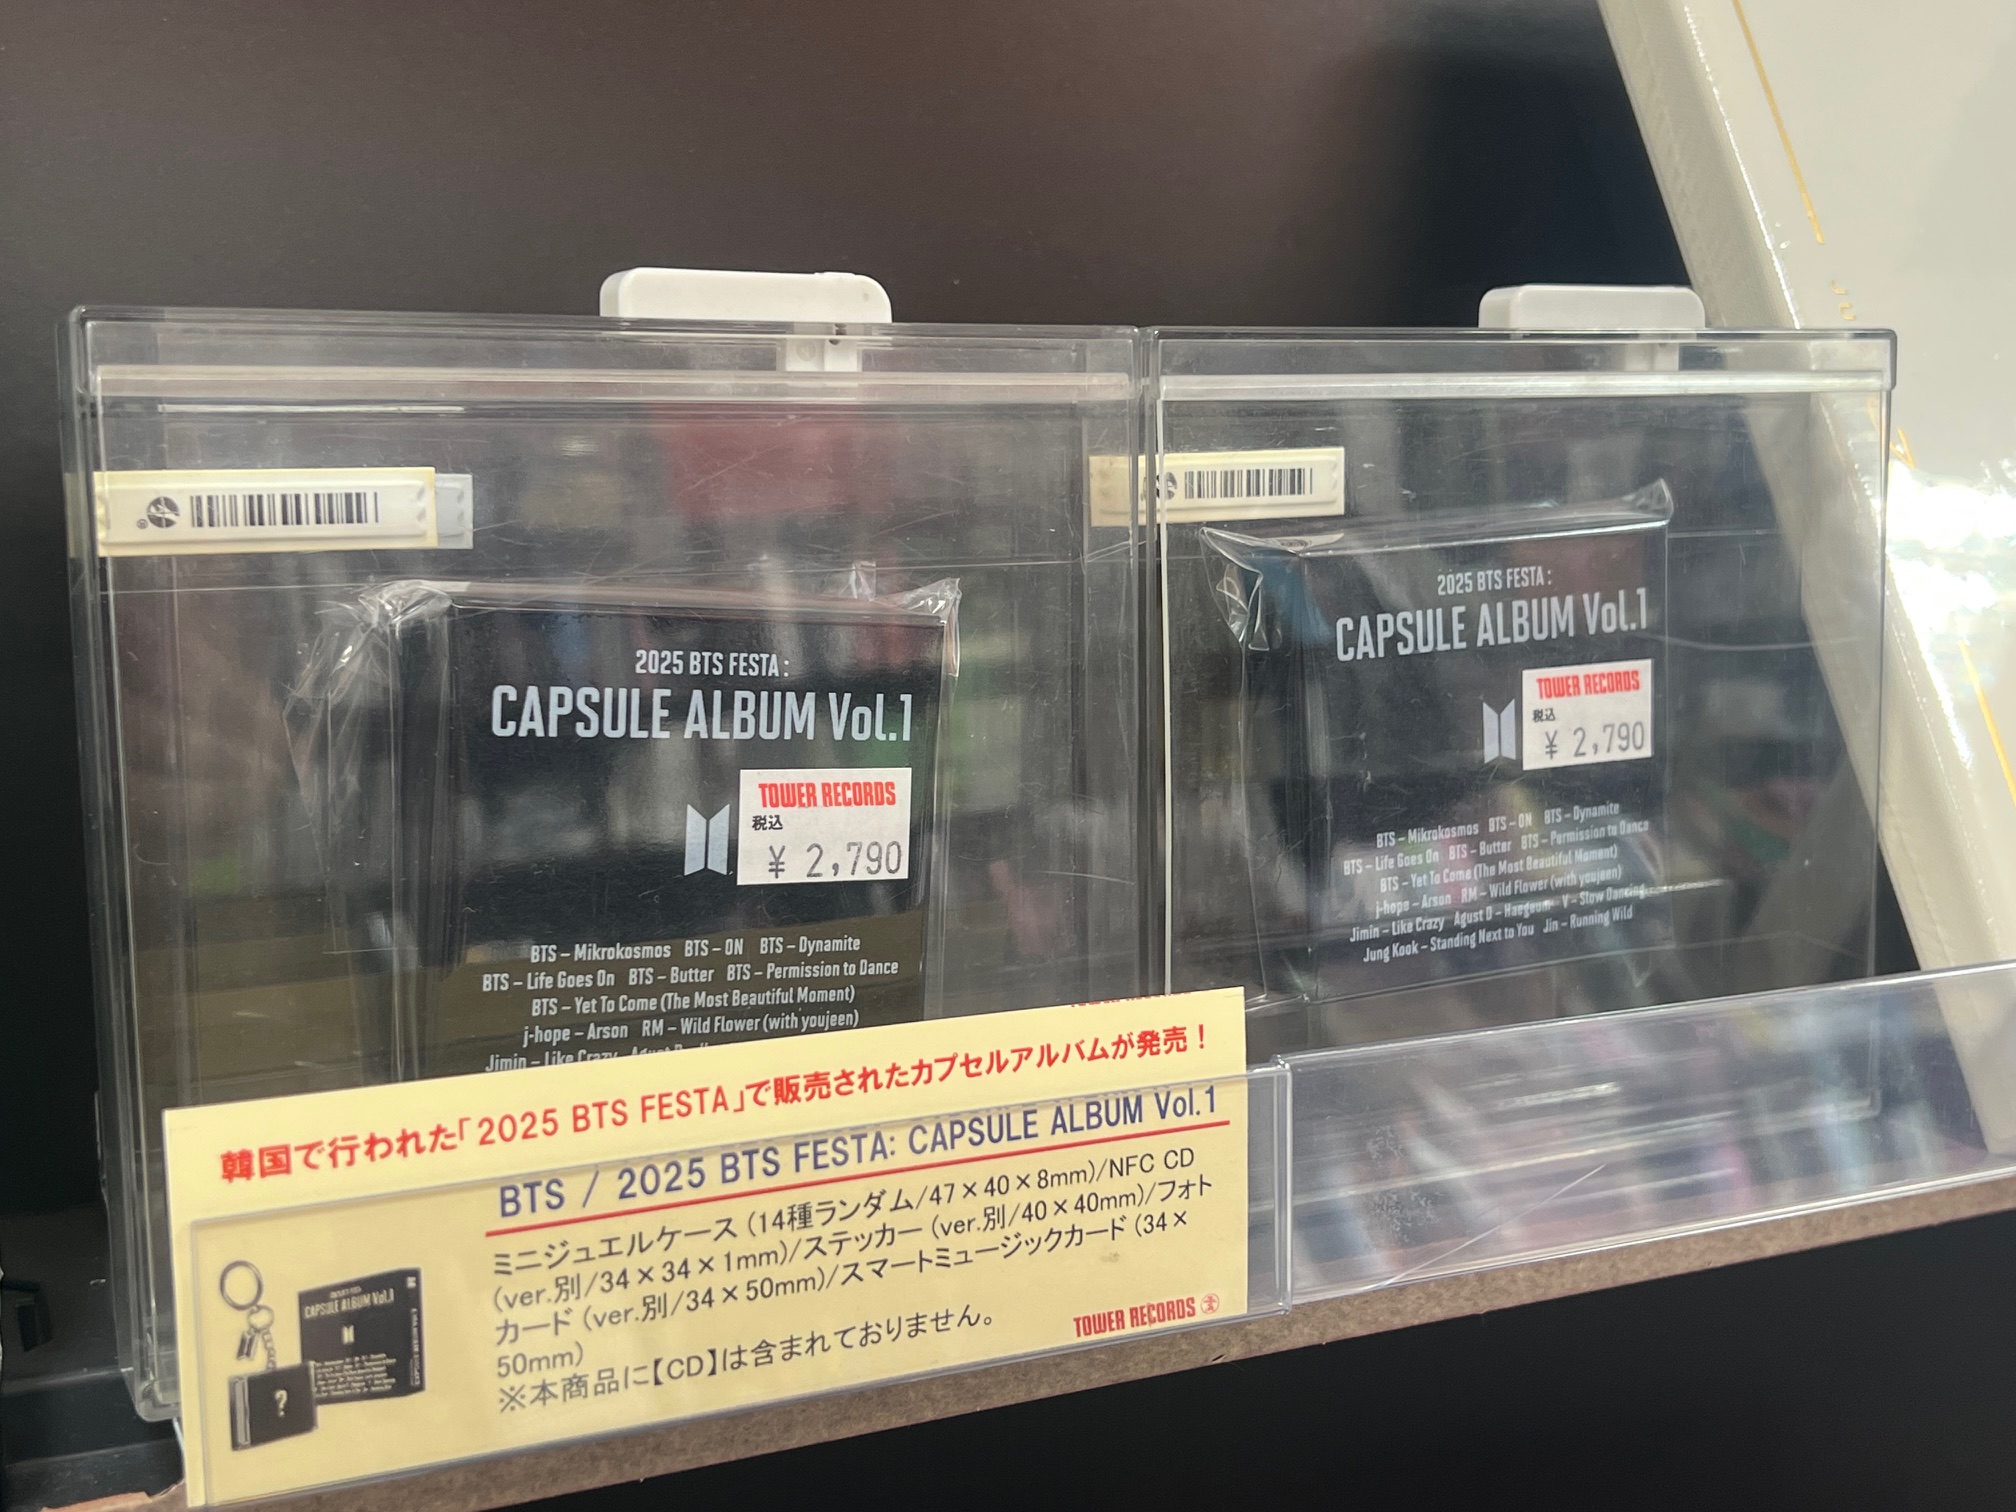 2025 BTS FESTA :
CAPSULE ALBUM Vol.1
TOWER RECORDS
税込
¥ 2,790
BTS – Mikrokosmos BTS – ON BTS – Dynamite
BTS – Life Goes On BTS – Butter BTS – Permission to Dance
BTS – Yet To Come (The Most Beautiful Moment)
j-hope – Arson RM – Wild Flower (with youjeen)
Jimin – Like Crazy
2025 BTS FESTA :
CAPSULE ALBUM Vol.1
TOWER RECORDS
税込
¥ 2,790
BTS – Mikrokosmos BTS – ON BTS – Dynamite
BTS – Life Goes On BTS – Butter BTS – Permission to Dance
BTS – Yet To Come (The Most Beautiful Moment)
j-hope – Arson RM – Wild Flower (with youjeen)
Jimin – Like Crazy Agust D – Haegeum V – Slow Dancing
Jung Kook – Standing Next to You Jin – Running Wild
韓国で行われた「2025 BTS FESTA」で販売されたカプセルアルバムが発売！
BTS / 2025 BTS FESTA: CAPSULE ALBUM Vol.1
ミニジュエルケース (14種ランダム/47×40×8mm)/NFC CD
(ver.別/34×34×1mm)/ステッカー (ver.別/40×40mm)/フォト
カード (ver.別/34×50mm)/スマートミュージックカード (34×
50mm)
※本商品に【CD】は含まれておりません。
TOWER RECORDS
CAPSULE ALBUM Vol.1
?